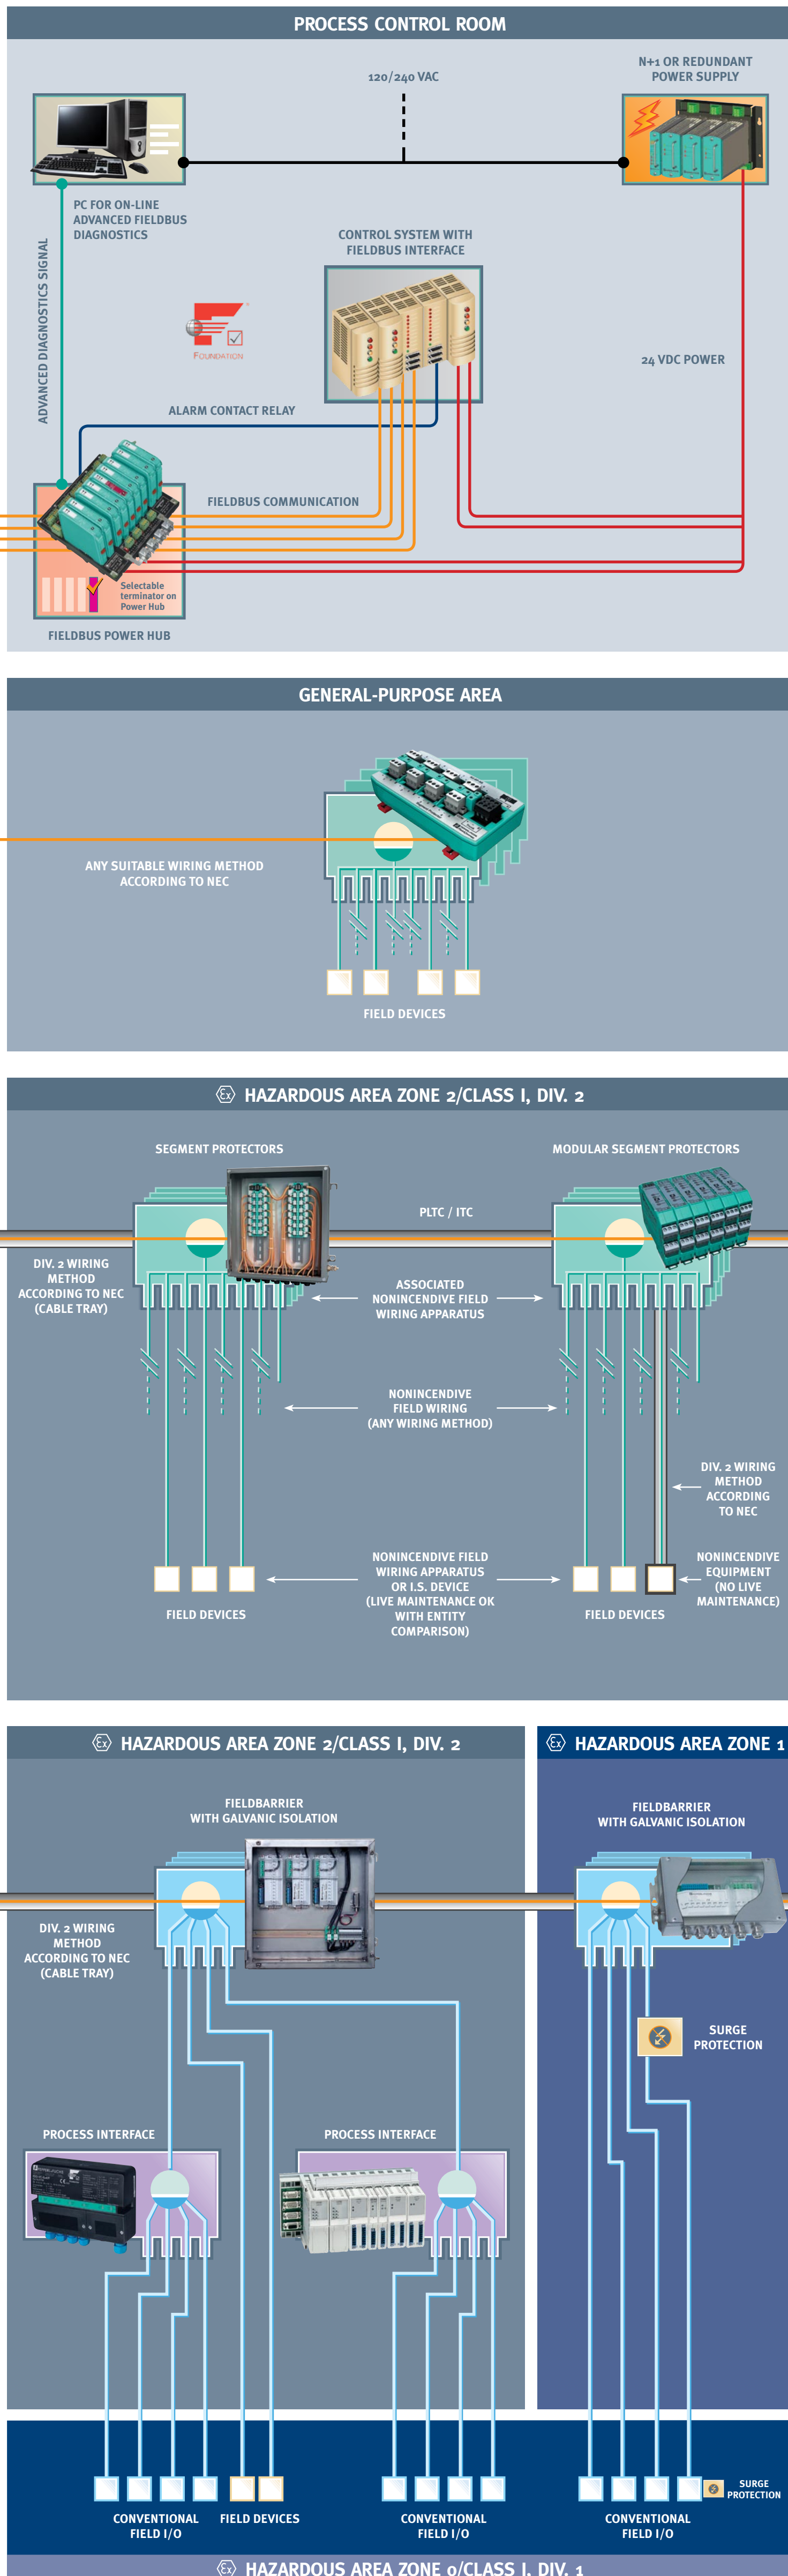 PROCESS CONTROL ROOM
120/240 VAC
N+1 OR REDUNDANT
POWER SUPPLY
PC FOR ON-LINE
ADVANCED FIELDBUS
DIAGNOSTICS
ADVANCED DIAGNOSTICS SIGNAL
CONTROL SYSTEM WITH
FIELDBUS INTERFACE
FOUNDATION
24 VDC POWER
ALARM CONTACT RELAY
FIELDBUS COMMUNICATION
Selectable
terminator on
Power Hub
FIELDBUS POWER HUB
GENERAL-PURPOSE AREA
ANY SUITABLE WIRING METHOD
ACCORDING TO NEC
FIELD DEVICES
Ex HAZARDOUS AREA ZONE 2/CLASS I, DIV. 2
SEGMENT PROTECTORS
MODULAR SEGMENT PROTECTORS
PLTC / ITC
DIV. 2 WIRING
METHOD
ACCORDING TO NEC
(CABLE TRAY)
ASSOCIATED
NONINCENDIVE FIELD
WIRING APPARATUS
NONINCENDIVE
FIELD WIRING
(ANY WIRING METHOD)
DIV. 2 WIRING
METHOD
ACCORDING
TO NEC
NONINCENDIVE FIELD
WIRING APPARATUS
OR I.S. DEVICE
(LIVE MAINTENANCE OK
WITH ENTITY
COMPARISON)
NONINCENDIVE
EQUIPMENT
(NO LIVE
MAINTENANCE)
FIELD DEVICES
FIELD DEVICES
Ex HAZARDOUS AREA ZONE 2/CLASS I, DIV. 2
Ex HAZARDOUS AREA ZONE 1
FIELDBARRIER
WITH GALVANIC ISOLATION
FIELDBARRIER
WITH GALVANIC ISOLATION
DIV. 2 WIRING
METHOD
ACCORDING TO NEC
(CABLE TRAY)
SURGE
PROTECTION
PROCESS INTERFACE
PROCESS INTERFACE
SURGE
PROTECTION
CONVENTIONAL
FIELD I/O
FIELD DEVICES
CONVENTIONAL
FIELD I/O
CONVENTIONAL
FIELD I/O
Ex HAZARDOUS AREA ZONE 0/CLASS I, DIV. 1